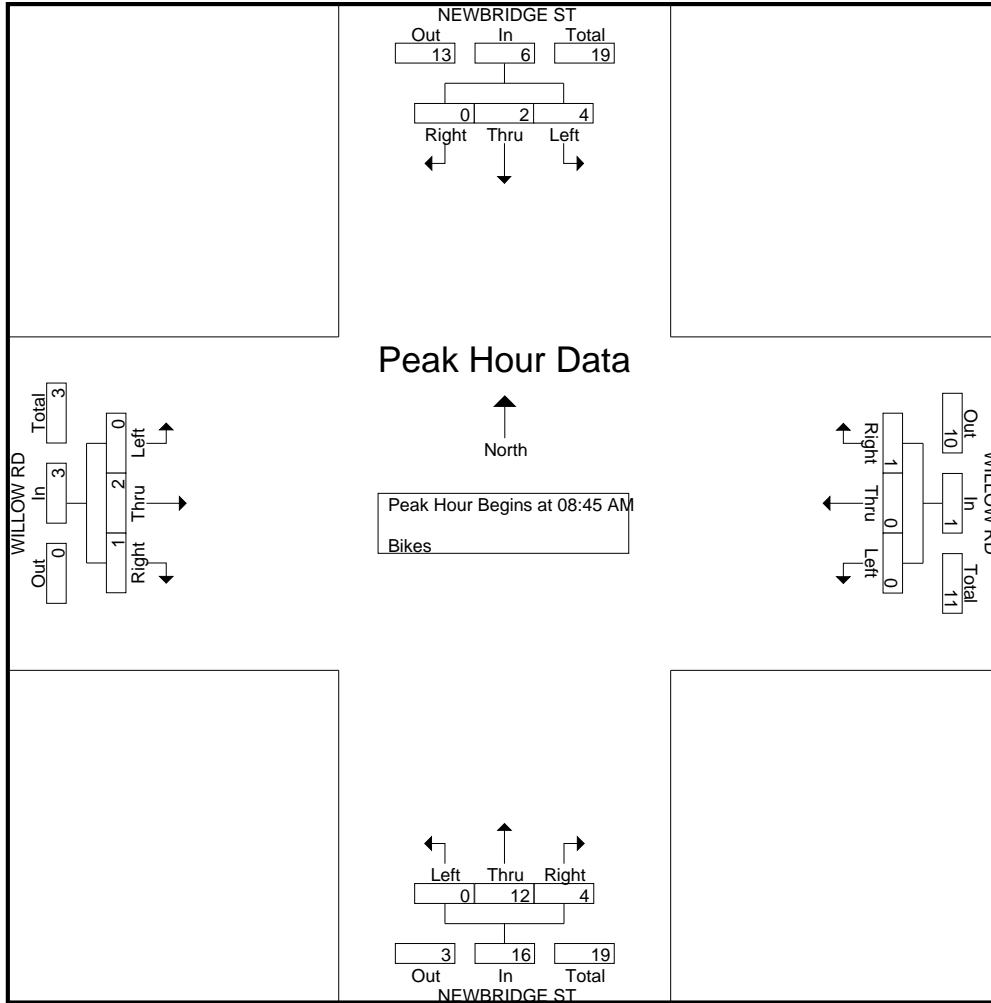 NEWBRIDGE ST
Out In Total
13 6 19
0 2 4
Right Thru Left
Peak Hour Data
North
Peak Hour Begins at 08:45 AM
Bikes
WILLOW RD
Out In Total
0 3 3
1 2 0
Right Thru Left
WILLOW RD
Out In Total
10 1 11
1 0 0
Right Thru Left
Left Thru Right
0 12 4
3 16 19
Out In Total
NEWBRIDGE ST